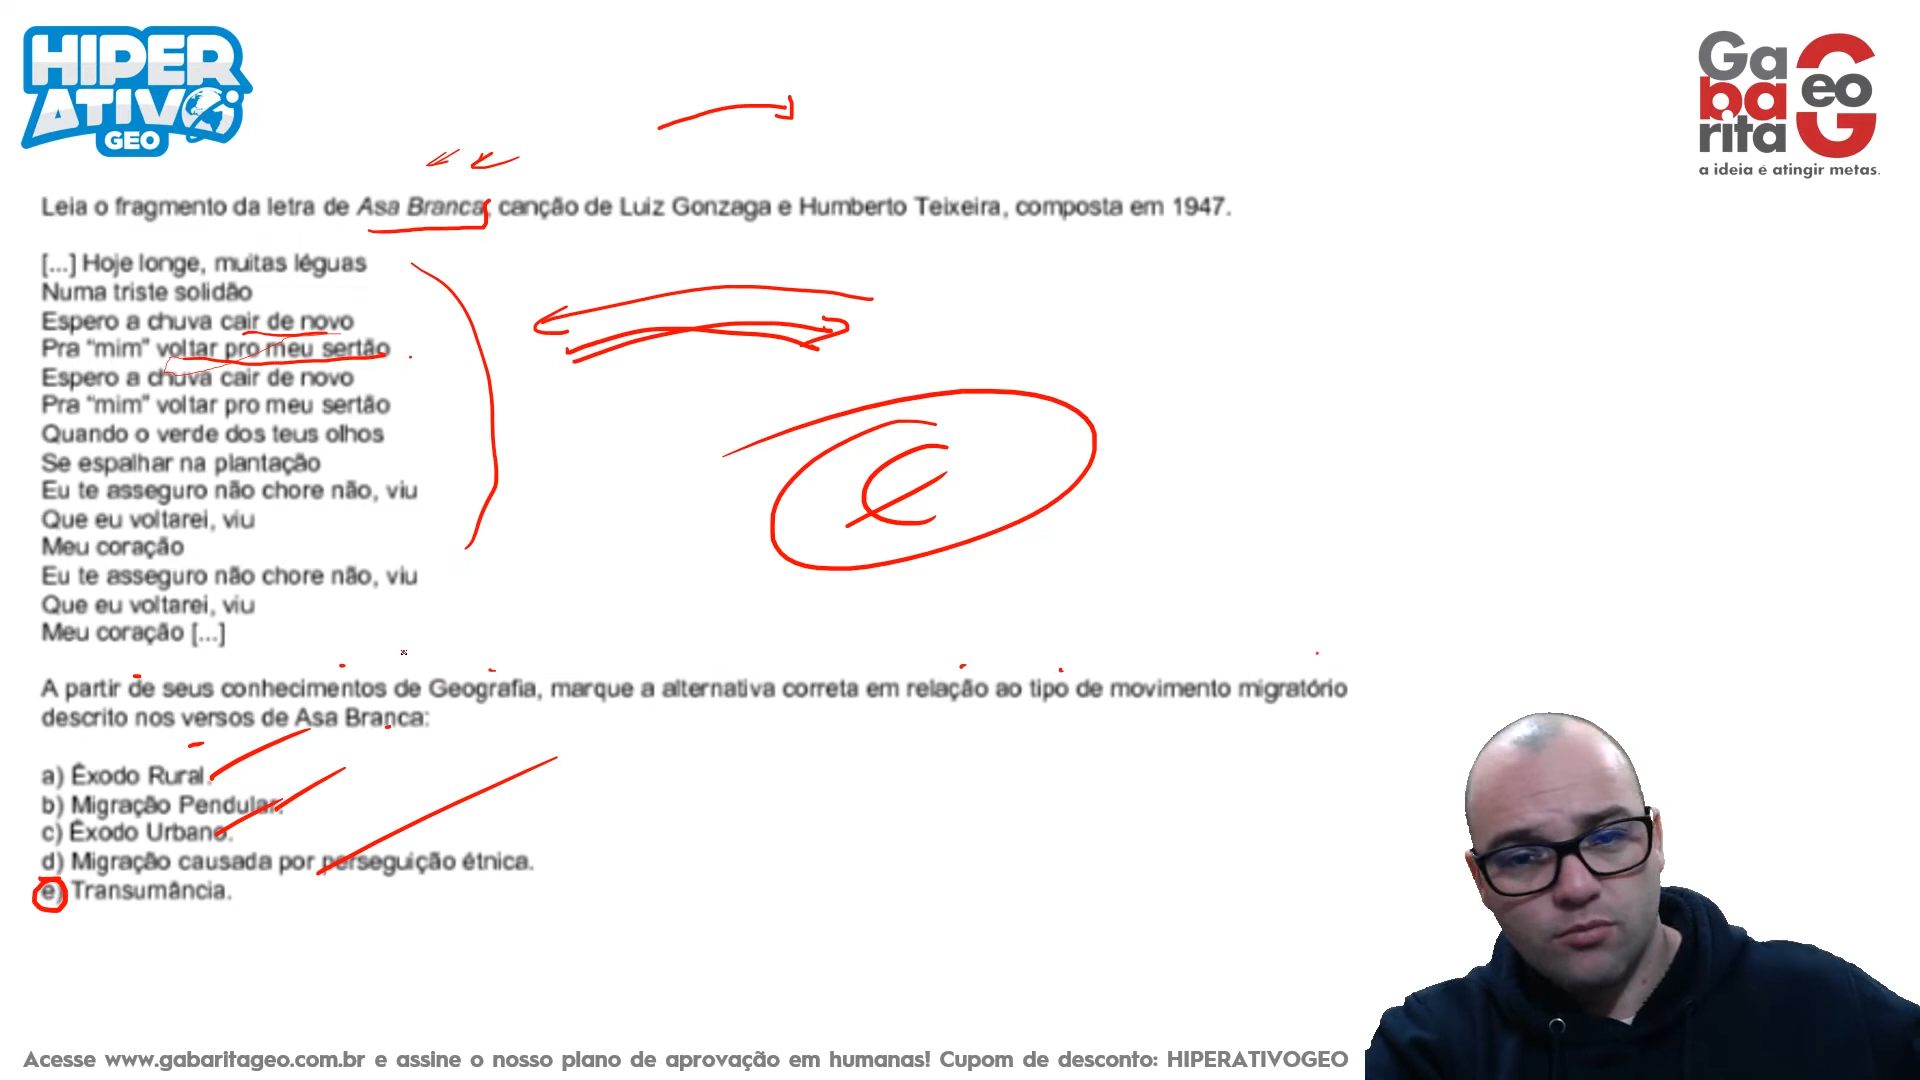 HIPER
ATIVO
GEO
Gabarita Geo
a ideia é atingir metas.
Leia o fragmento da letra de Asa Branca, canção de Luiz Gonzaga e Humberto Teixeira, composta em 1947.
[...] Hoje longe, muitas léguas
Numa triste solidão
Espero a chuva cair de novo
Pra “mim” voltar pro meu sertão
Espero a chuva cair de novo
Pra “mim” voltar pro meu sertão
Quando o verde dos teus olhos
Se espalhar na plantação
Eu te asseguro não chore não, viu
Que eu voltarei, viu
Meu coração
Eu te asseguro não chore não, viu
Que eu voltarei, viu
Meu coração [...]
A partir de seus conhecimentos de Geografia, marque a alternativa correta em relação ao tipo de movimento migratório
descrito nos versos de Asa Branca:
a) Êxodo Rural.
b) Migração Pendular.
c) Êxodo Urbano.
d) Migração causada por perseguição étnica.
e) Transumância.
Acesse www.gabaritageo.com.br e assine o nosso plano de aprovação em humanas! Cupom de desconto: HIPERATIVOGEO